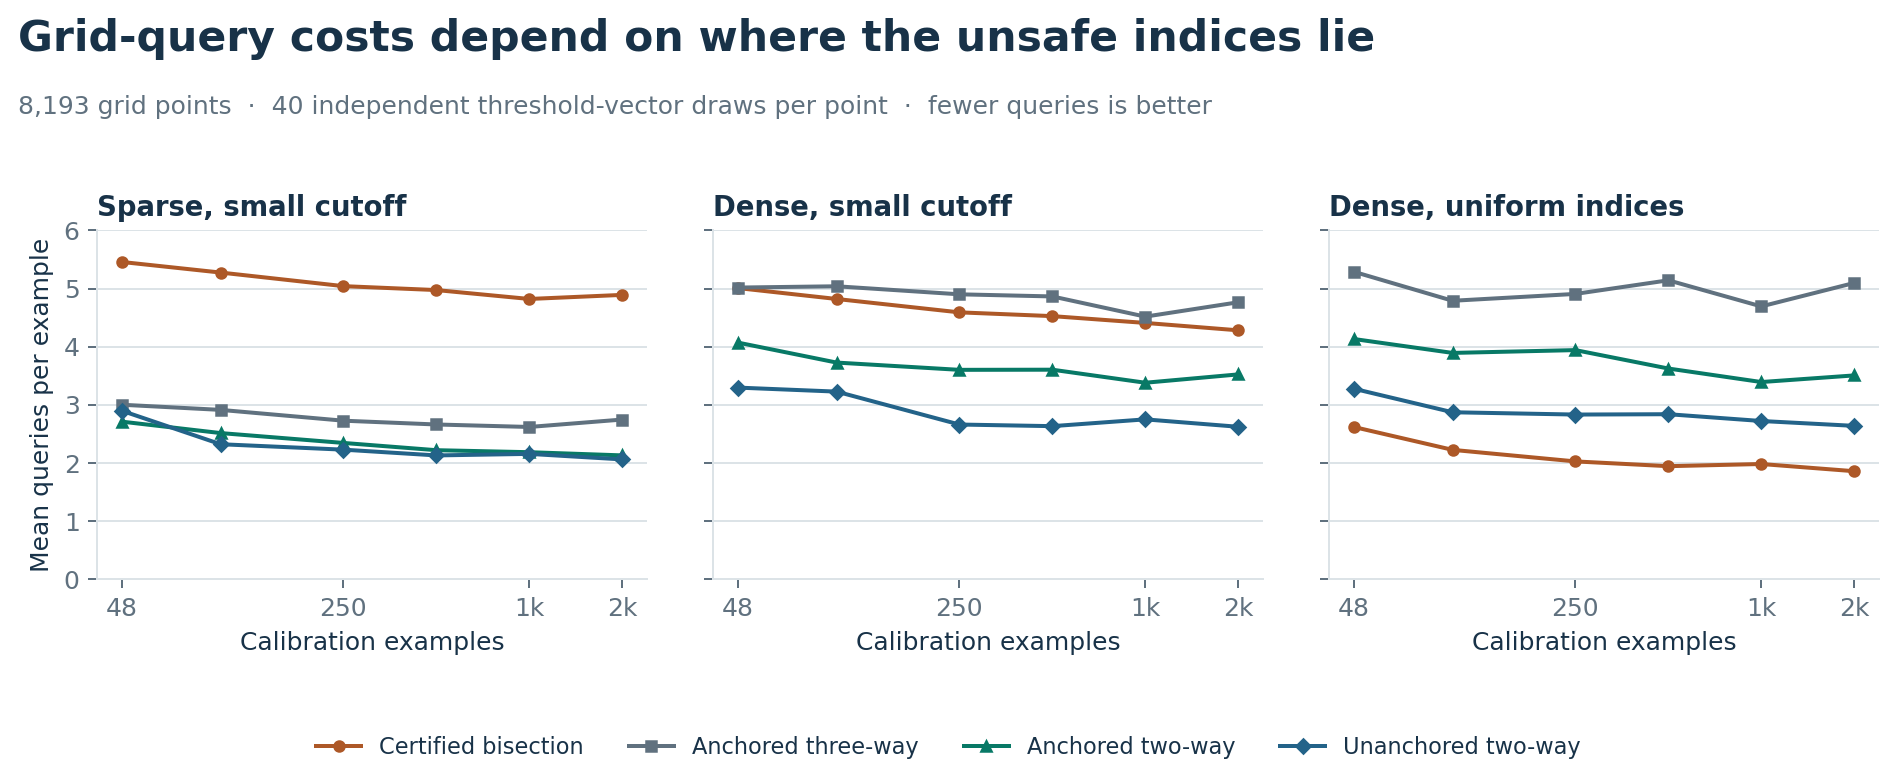 Grid-query costs depend on where the unsafe indices lie
8,193 grid points · 40 independent threshold-vector draws per point · fewer queries is better
Sparse, small cutoff
Dense, small cutoff
Dense, uniform indices
Mean queries per example
6
5
4
3
2
1
0
48 250 1k 2k
48 250 1k 2k
48 250 1k 2k
Calibration examples
Calibration examples
Calibration examples
Certified bisection
Anchored three-way
Anchored two-way
Unanchored two-way